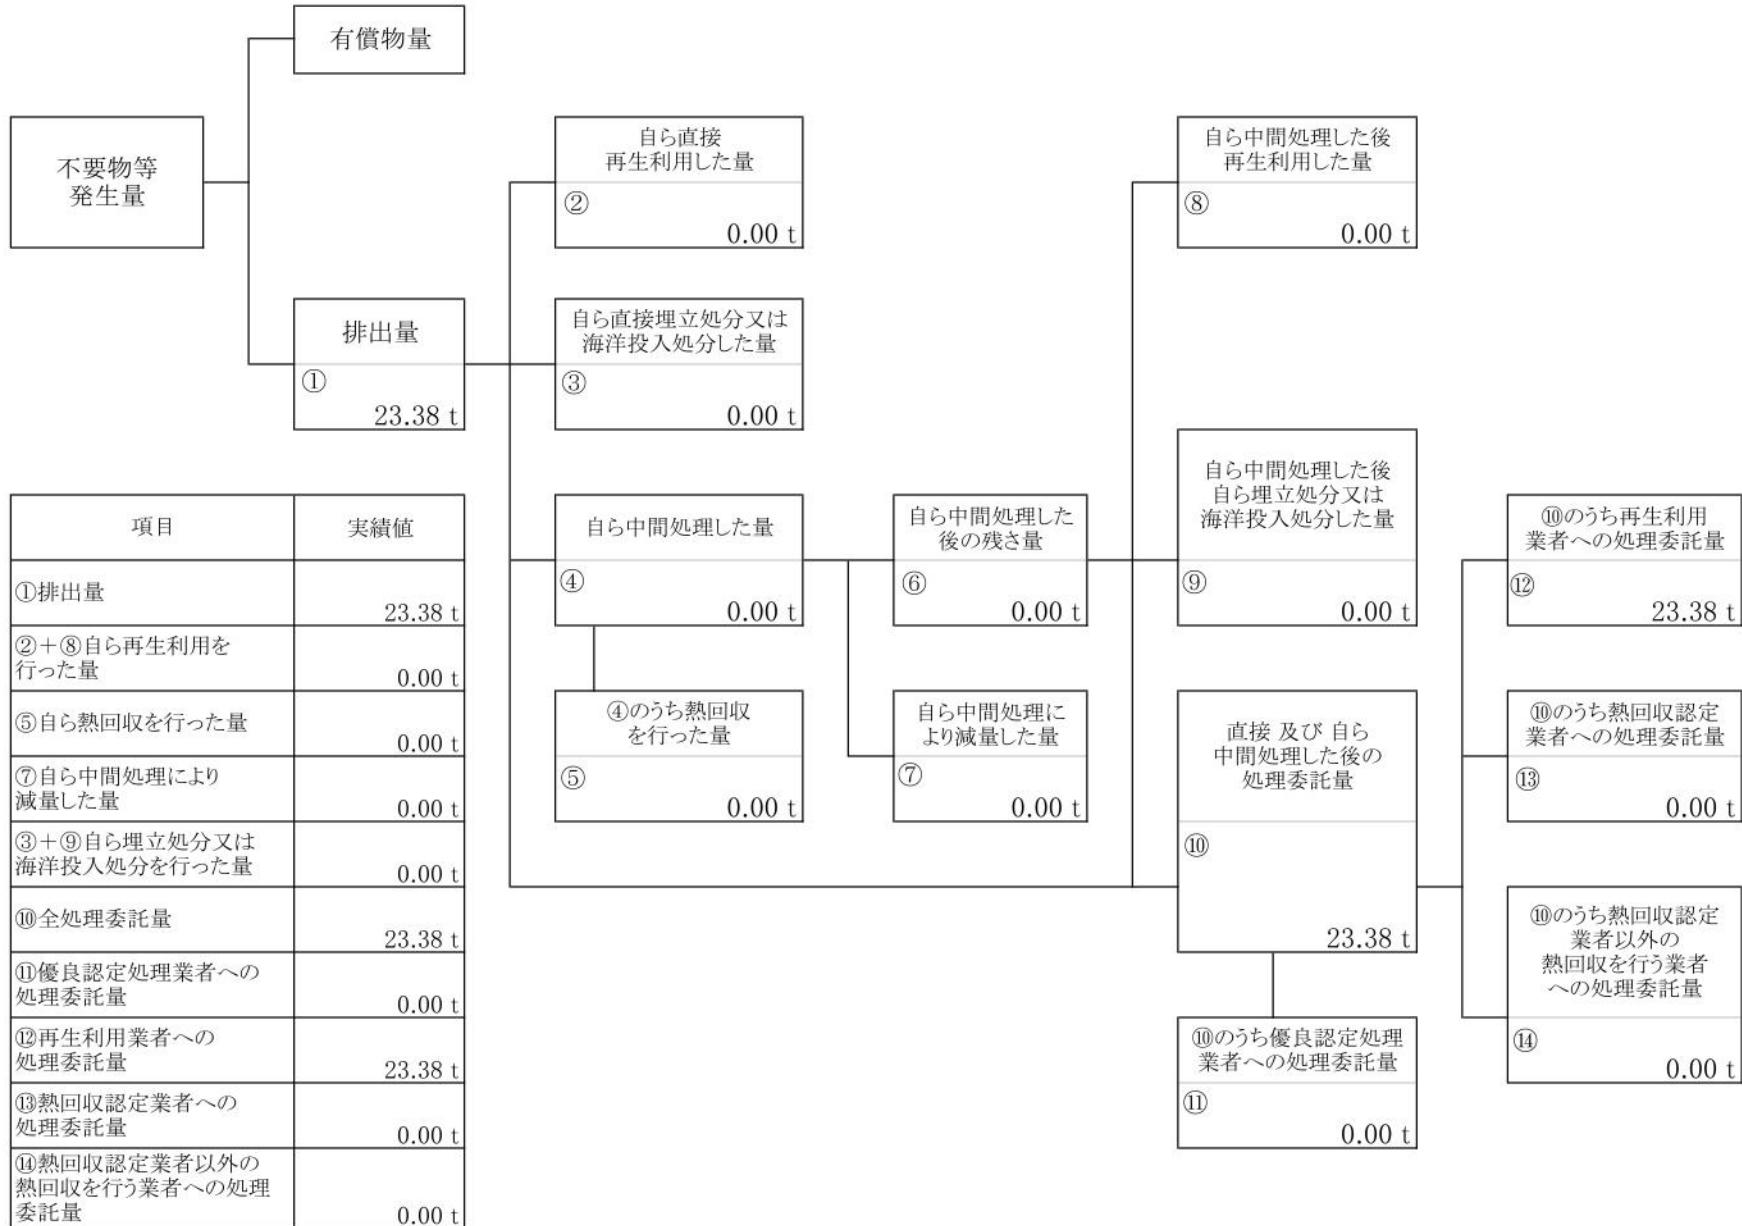 有償物量
不要物等
発生量
排出量
①
23.38 t
自ら直接
再生利用した量
②
0.00 t
自ら直接埋立処分又は
海洋投入処分した量
③
0.00 t
自ら中間処理した量
④
0.00 t
④のうち熱回収
を行った量
⑤
0.00 t
自ら中間処理した
後の残さ量
⑥
0.00 t
自ら中間処理に
より減量した量
⑦
0.00 t
自ら中間処理した後
再生利用した量
⑧
0.00 t
自ら中間処理した後
自ら埋立処分又は
海洋投入処分した量
⑨
0.00 t
直接 及び 自ら
中間処理した後の
処理委託量
⑩
23.38 t
⑩のうち優良認定処理
業者への処理委託量
⑪
0.00 t
⑩のうち再生利用
業者への処理委託量
⑫
23.38 t
⑩のうち熱回収認定
業者への処理委託量
⑬
0.00 t
⑩のうち熱回収認定
業者以外の
熱回収を行う業者
への処理委託量
⑭
0.00 t
項目 実績値
①排出量
23.38 t
②+⑧自ら再生利用を
行った量
0.00 t
⑤自ら熱回収を行った量
0.00 t
⑦自ら中間処理により
減量した量
0.00 t
③+⑨自ら埋立処分又は
海洋投入処分を行った量
0.00 t
⑩全処理委託量
23.38 t
⑪優良認定処理業者への
処理委託量
0.00 t
⑫再生利用業者への
処理委託量
23.38 t
⑬熱回収認定業者への
処理委託量
0.00 t
⑭熱回収認定業者以外の
熱回収を行う業者への処理
委託量
0.00 t